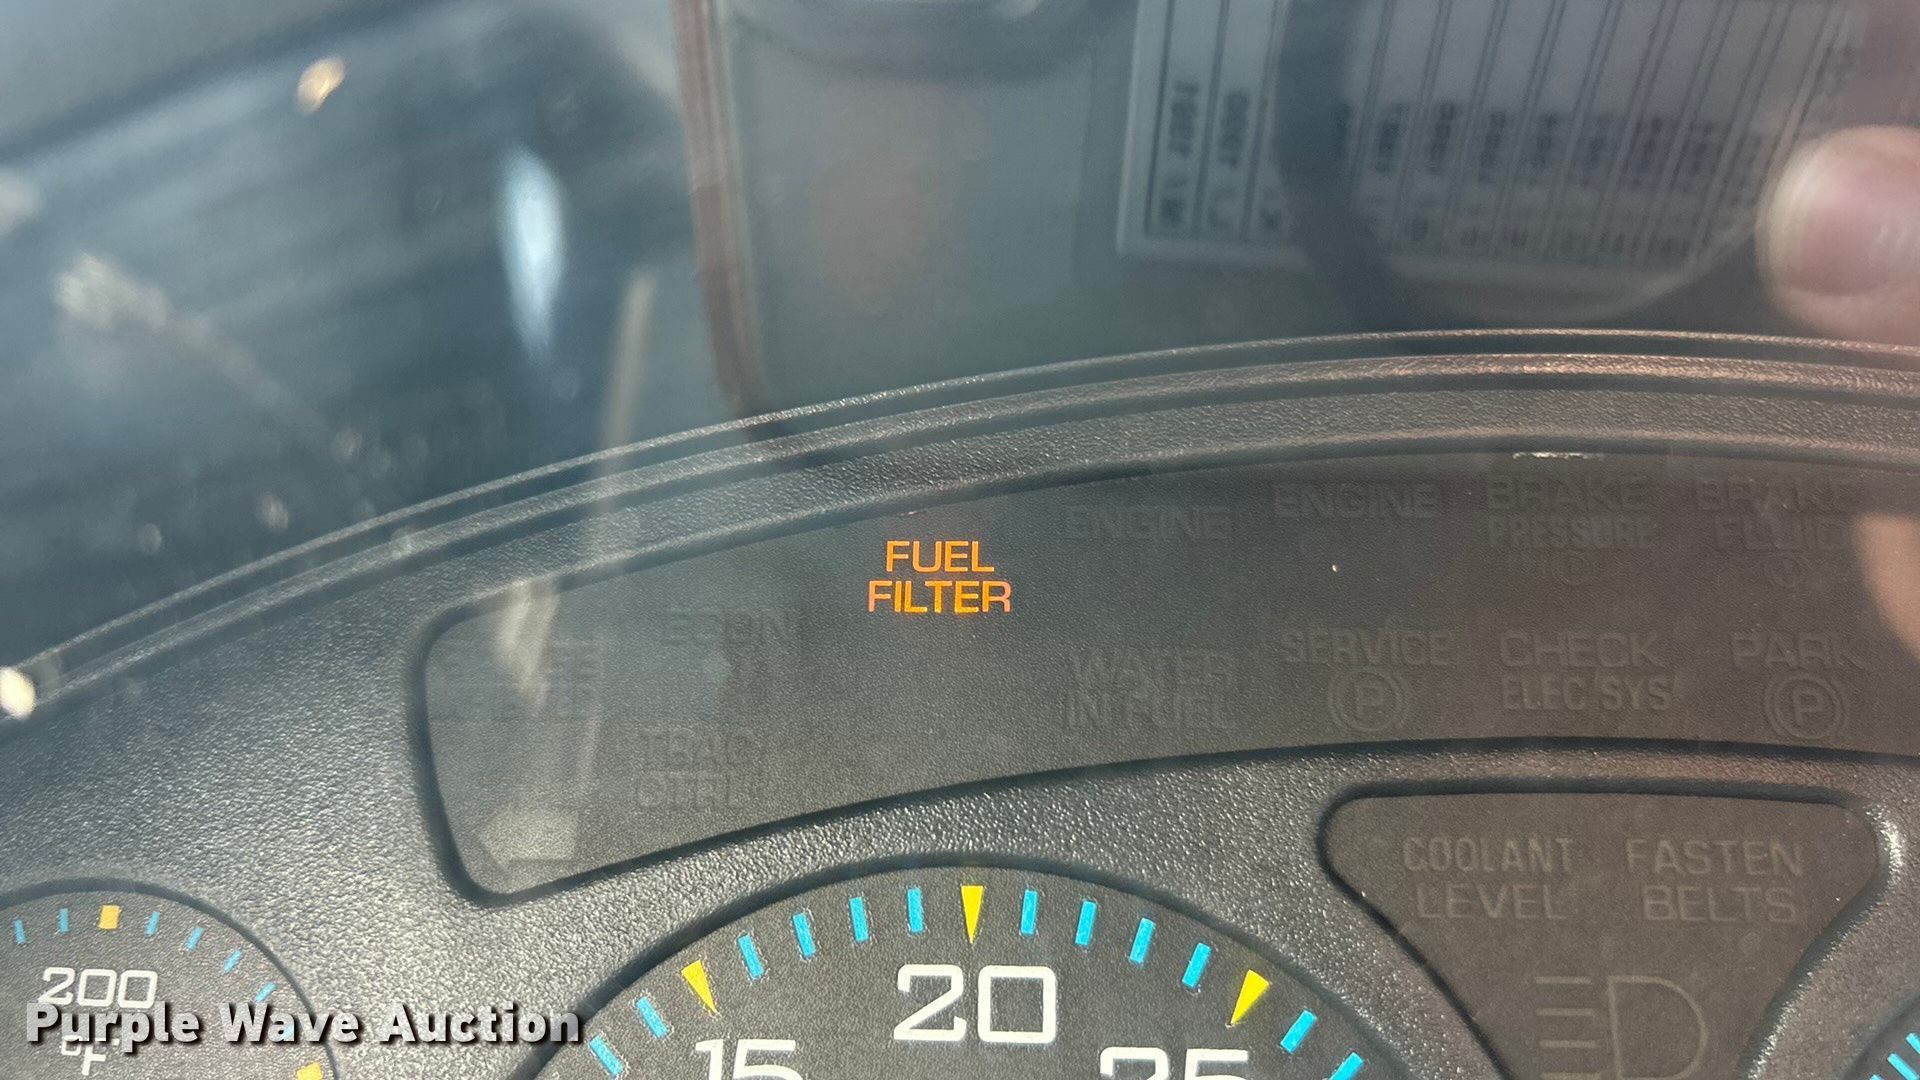 FUEL
FILTER
ENGINE
ENGINE
BRAKE
PRESSURE
BRAKE
FLUID
WATER
IN FUEL
SERVICE
P
CHECK
ELEC SYS
PARK
P
TRAC
CTRL
COOLANT
LEVEL
FASTEN
BELTS
200
°F
15
20
25
Purple Wave Auction